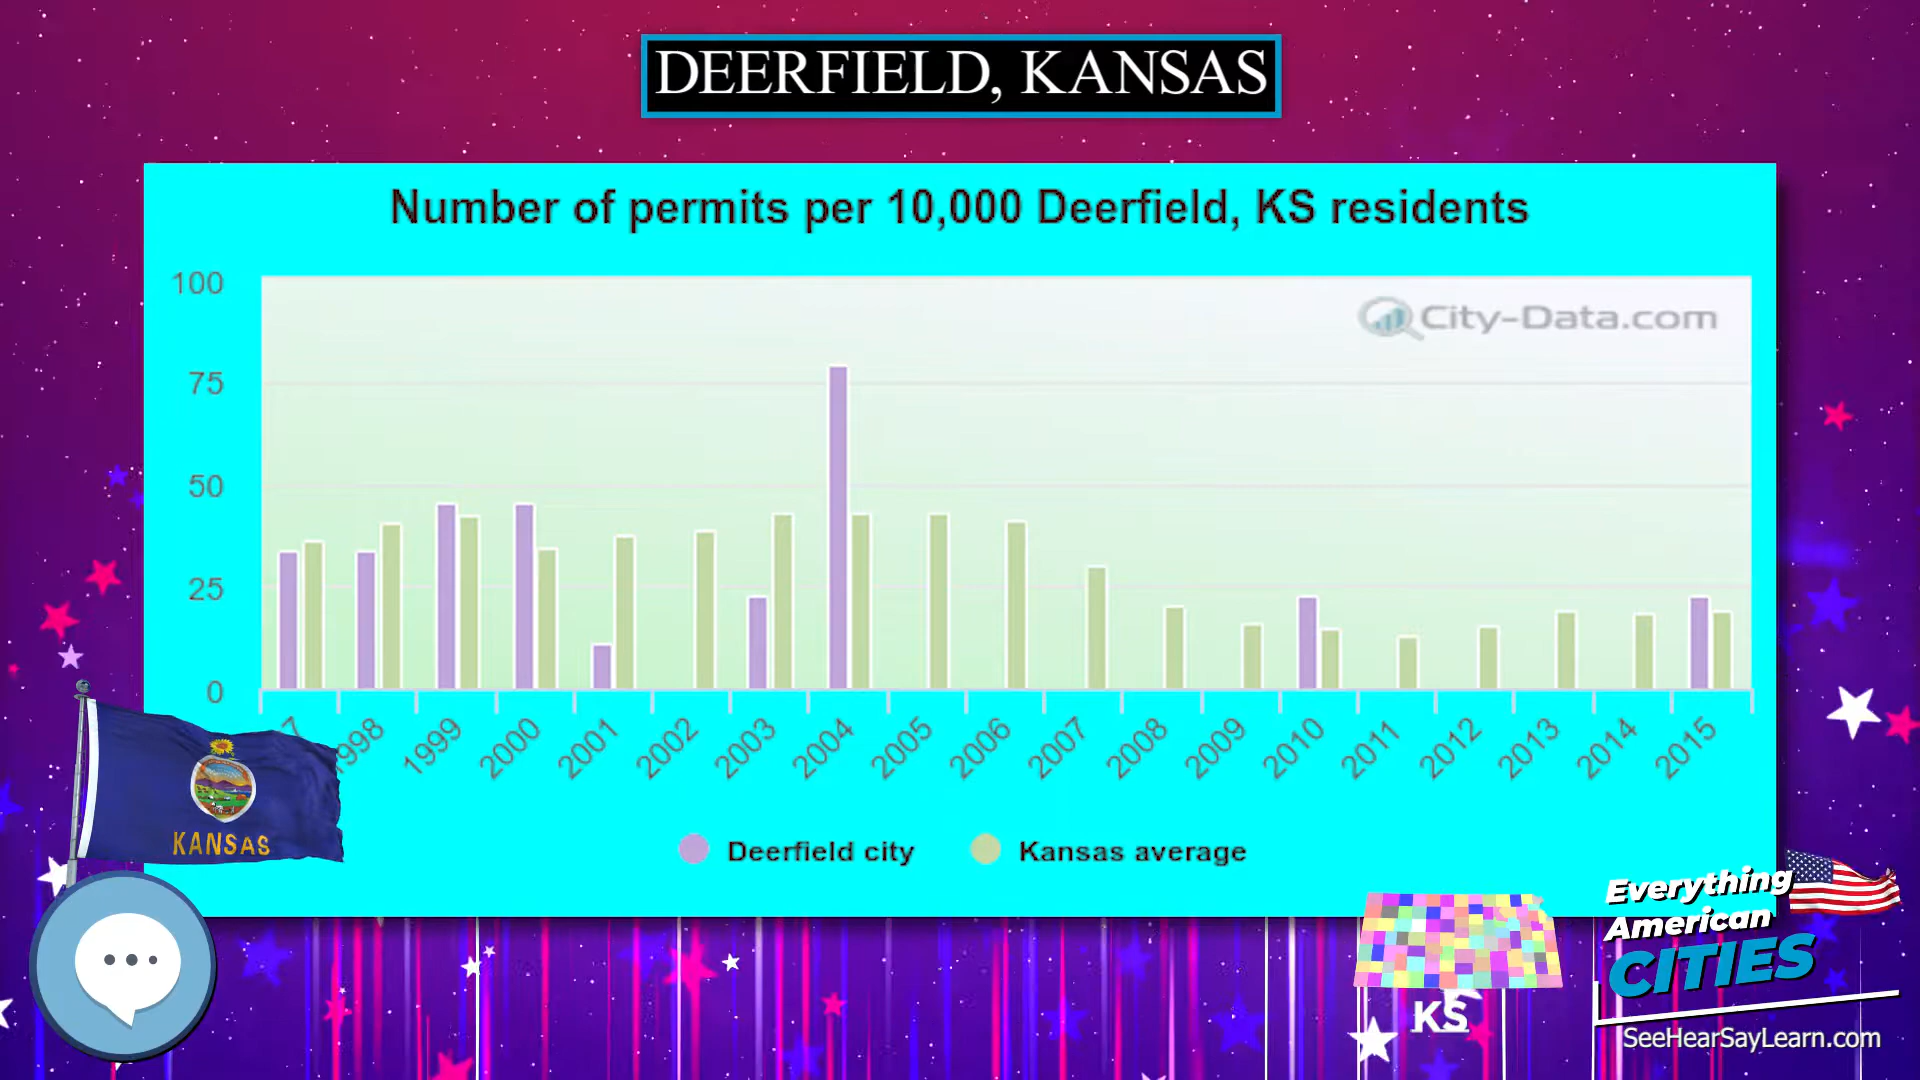 DEERFIELD, KANSAS
Number of permits per 10,000 Deerfield, KS residents
City-Data.com
100
75
50
25
0
7 1998 1999 2000 2001 2002 2003 2004 2005 2006 2007 2008 2009 2010 2011 2012 2013 2014 2015
Deerfield city Kansas average
KANSAS
KS
Everything
American
CITIES
SeeHearSayLearn.com